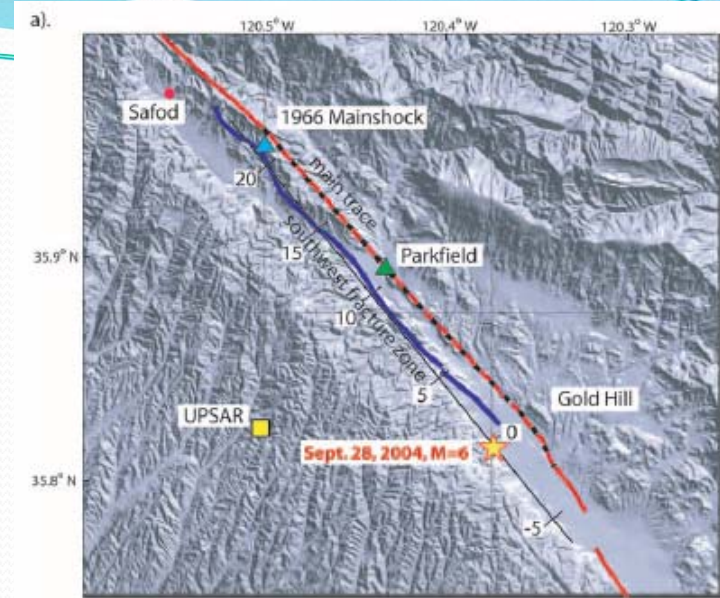 a).
120.5° W
120.4° W
120.3° W
Safod
1966 Mainshock
main trace
20
southwest fracture zone
15
35.9° N
Parkfield
10
5
Gold Hill
UPSAR
0
Sept. 28, 2004, M=6
35.8° N
-5